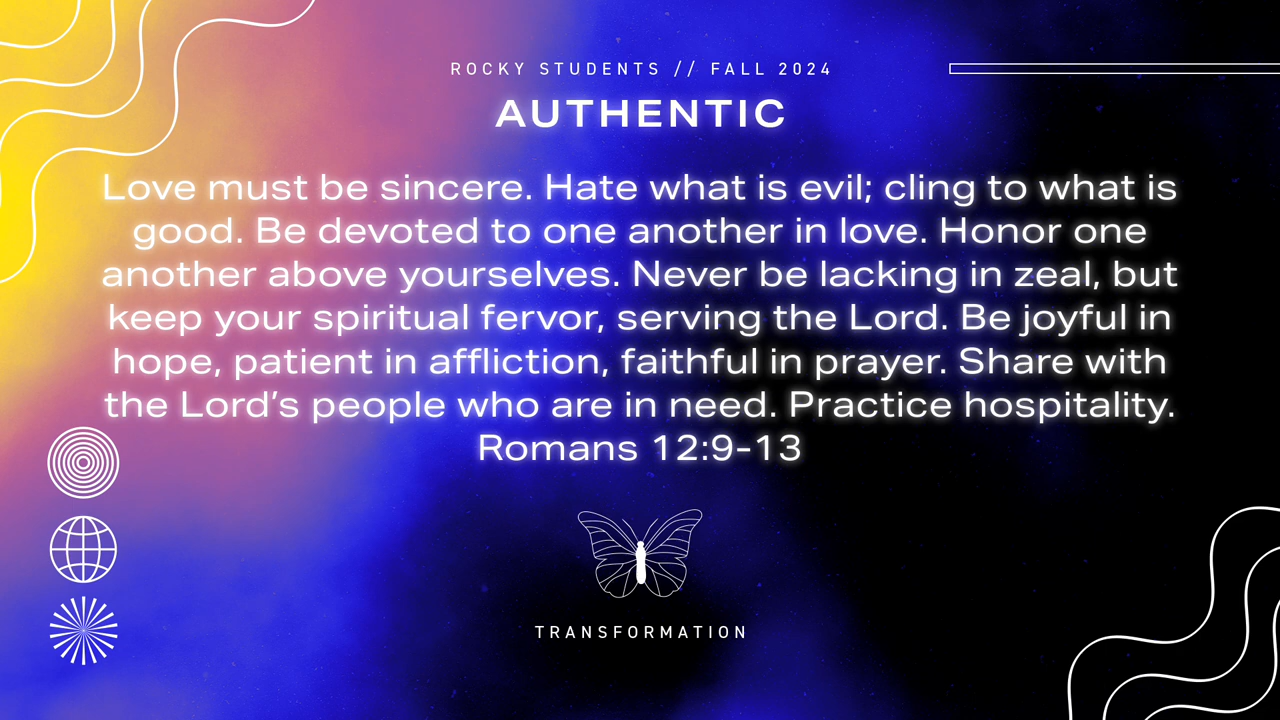 ROCKY STUDENTS // FALL 2024
AUTHENTIC
Love must be sincere. Hate what is evil; cling to what is
good. Be devoted to one another in love. Honor one
another above yourselves. Never be lacking in zeal, but
keep your spiritual fervor, serving the Lord. Be joyful in
hope, patient in affliction, faithful in prayer. Share with
the Lord’s people who are in need. Practice hospitality.
Romans 12:9-13
TRANSFORMATION